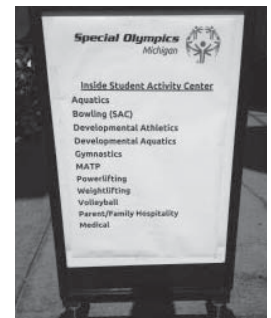 Special Olympics
Michigan
Inside Student Activity Center
Aquatics
Bowling (SAC)
Developmental Athletics
Developmental Aquatics
Gymnastics
MATP
Powerlifting
Weightlifting
Volleyball
Parent/Family Hospitality
Medical